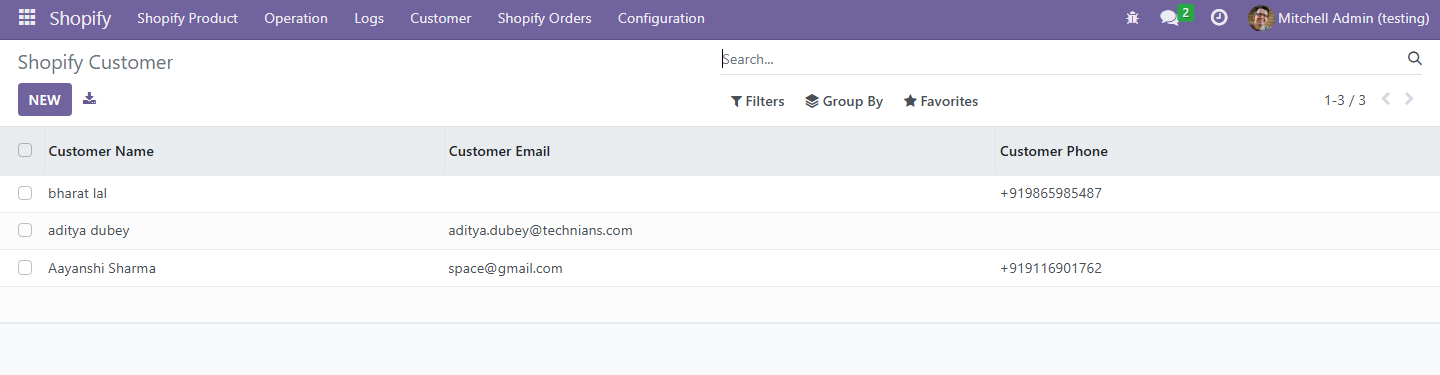 Shopify Shopify Product Operation Logs Customer Shopify Orders Configuration 2 Mitchell Admin (testing)
Shopify Customer Search...
NEW Filters Group By Favorites 1-3 / 3
Customer Name Customer Email Customer Phone
bharat lal +919865985487
aditya dubey aditya.dubey@technians.com
Aayanshi Sharma space@gmail.com +919116901762